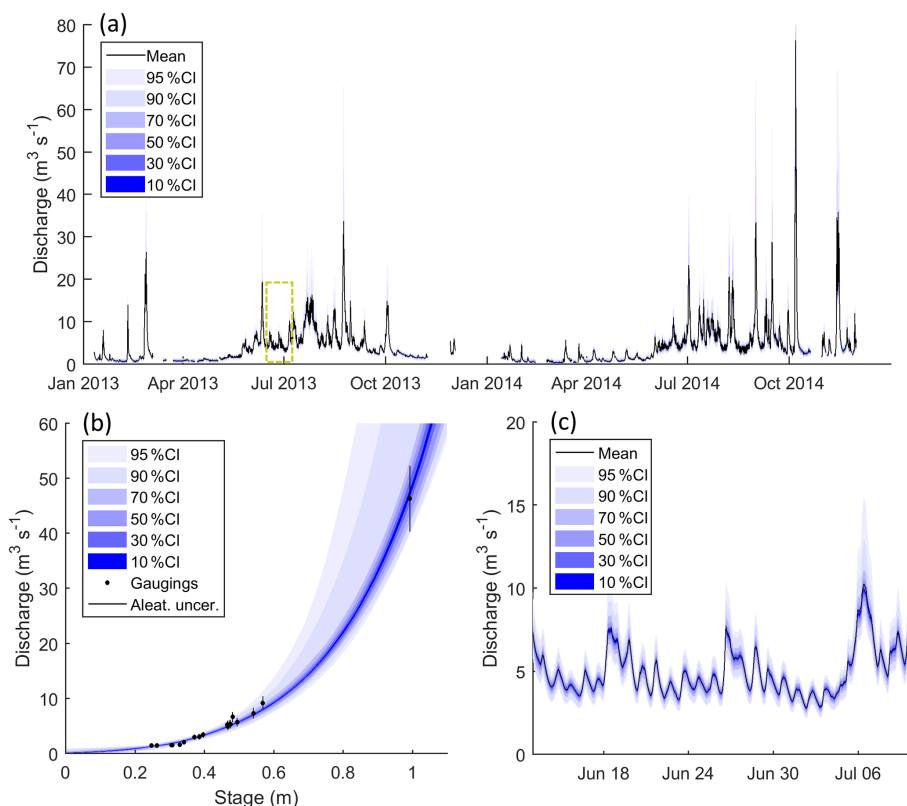 (a)
Discharge (m³ s⁻¹)
80
70
60
50
40
30
20
10
0
Mean
95 %CI
90 %CI
70 %CI
50 %CI
30 %CI
10 %CI
Jan 2013
Apr 2013
Jul 2013
Oct 2013
Jan 2014
Apr 2014
Jul 2014
Oct 2014
(b)
Discharge (m³ s⁻¹)
60
50
40
30
20
10
0
95 %CI
90 %CI
70 %CI
50 %CI
30 %CI
10 %CI
Gaugings
Aleat. uncer.
0
0.2
0.4
0.6
0.8
1
Stage (m)
(c)
Discharge (m³ s⁻¹)
20
15
10
5
0
Mean
95 %CI
90 %CI
70 %CI
50 %CI
30 %CI
10 %CI
Jun 18
Jun 24
Jun 30
Jul 06